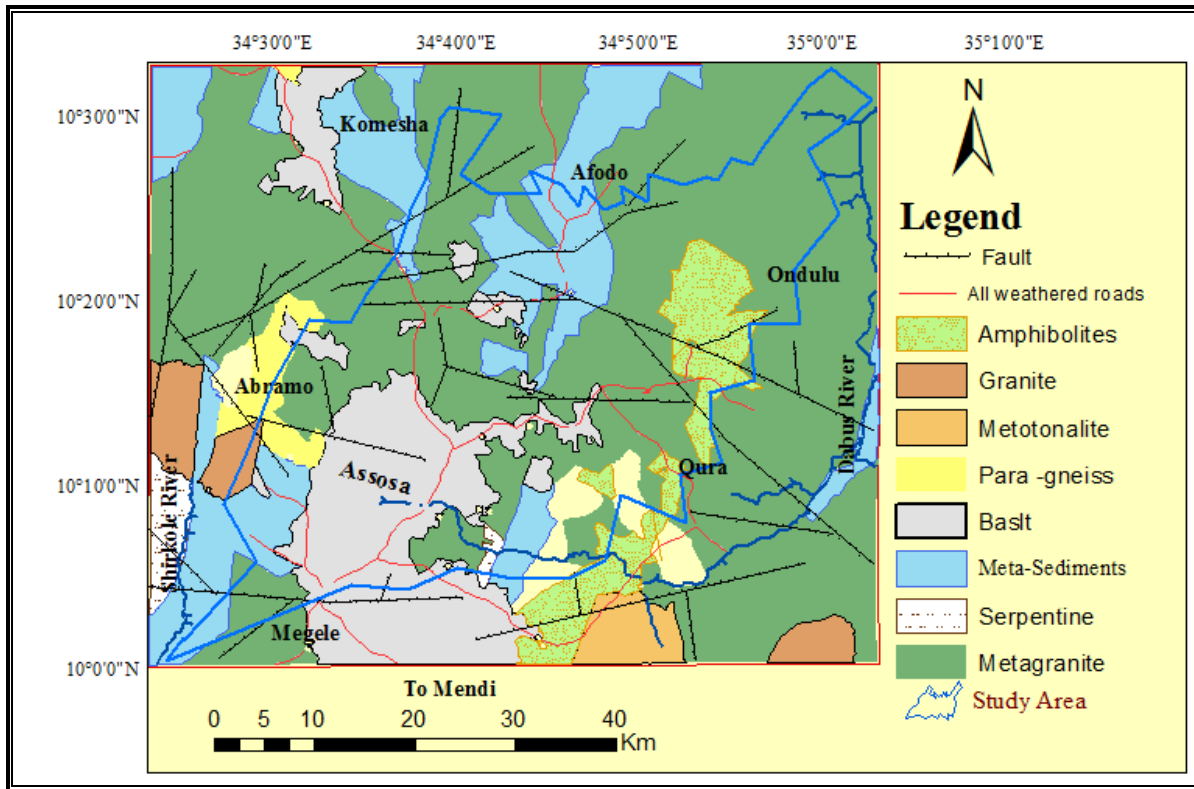 34°30'0"E 34°40'0"E 34°50'0"E 35°0'0"E 35°10'0"E
10°30'0"N
10°20'0"N
10°10'0"N
10°0'0"N
Komesha
Afodo
Ondulu
Abramo
Assosa
Qura
Dabus River
Shirkole River
Megele
To Mendi
0 5 10 20 30 40
Km
N
Legend
Fault
All weathered roads
Amphibolites
Granite
Metotonalite
Para -gneiss
Baslt
Meta-Sediments
Serpentine
Metagranite
Study Area